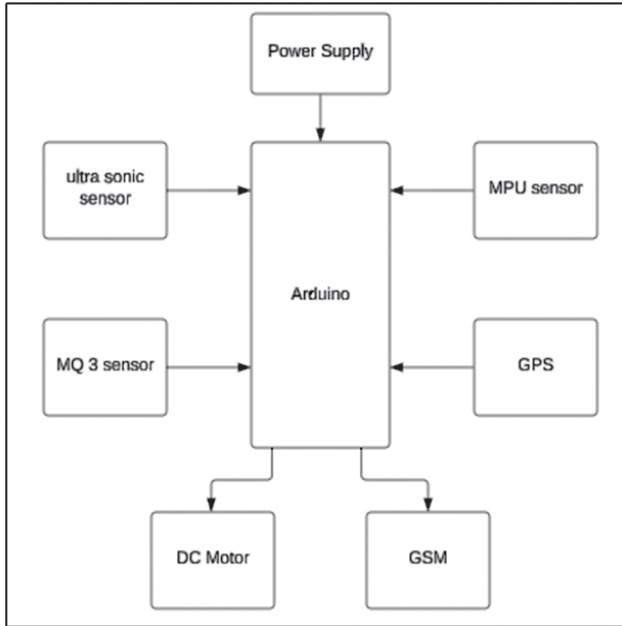 Power Supply
ultra sonic
sensor
MPU sensor
Arduino
MQ 3 sensor
GPS
DC Motor
GSM